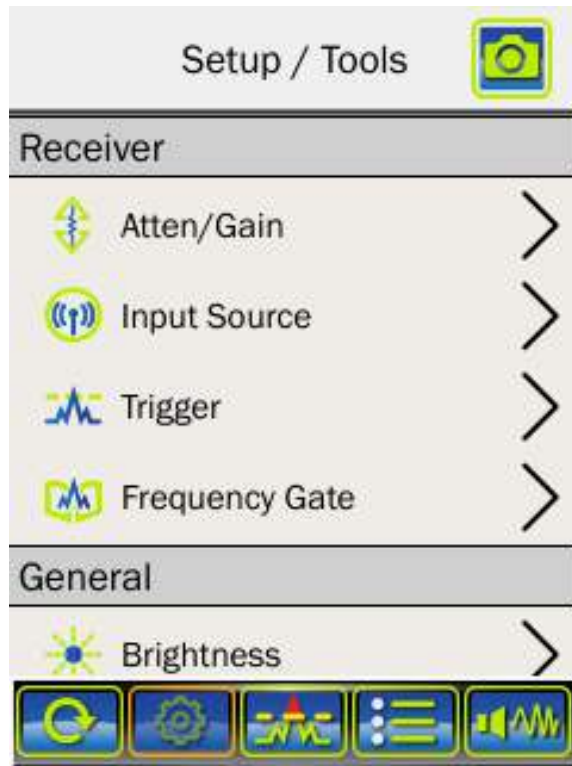 Setup / Tools
Receiver
Atten/Gain
Input Source
Trigger
Frequency Gate
General
Brightness